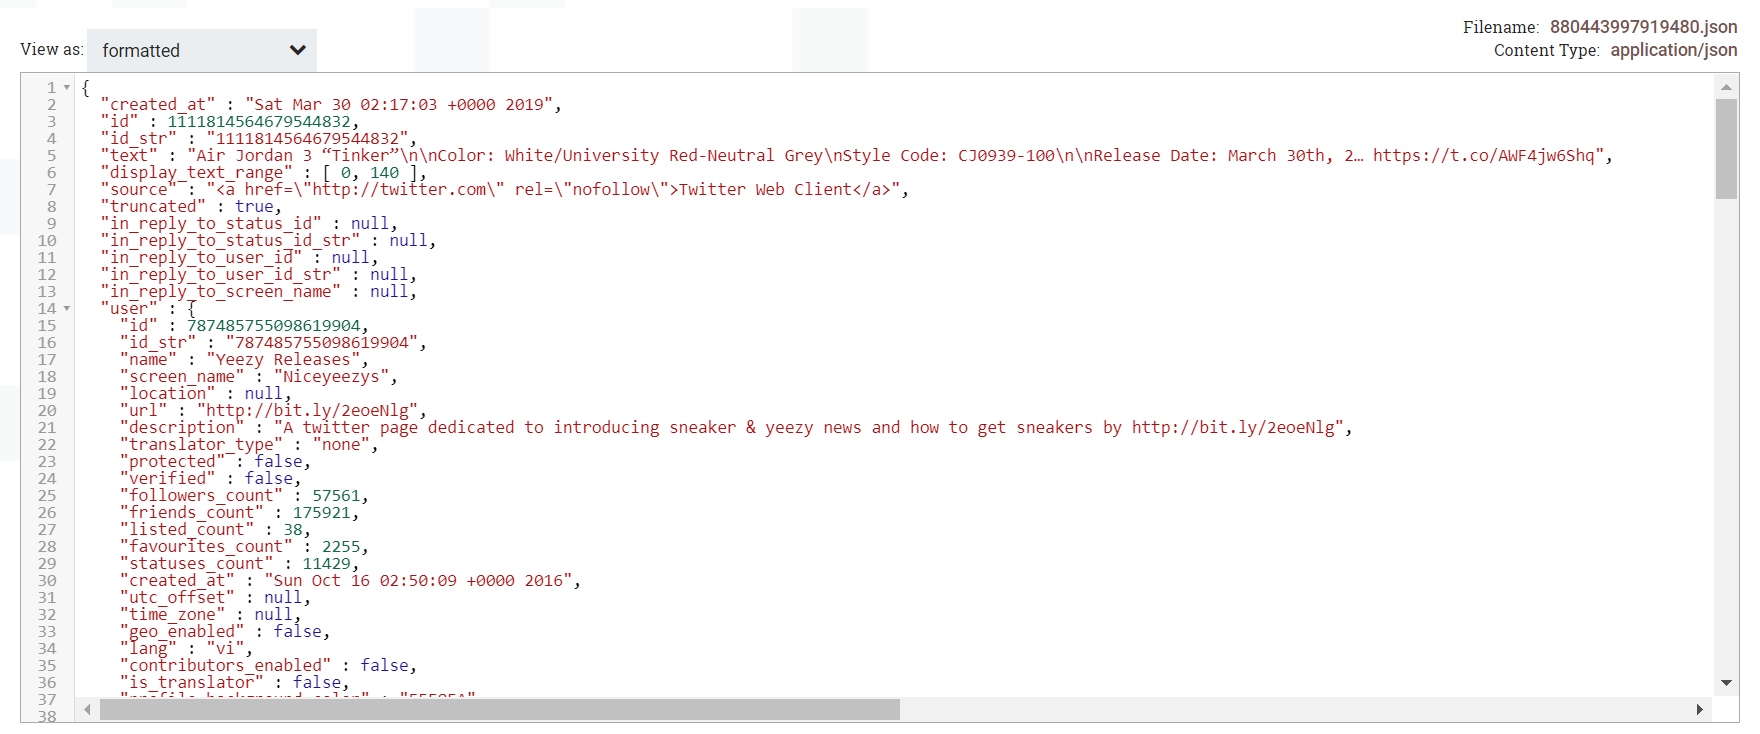 Filename: 880443997919480.json
View as: formatted
Content Type: application/json
1 {
2 "created_at" : "Sat Mar 30 02:17:03 +0000 2019",
3 "id" : 1111814564679544832,
4 "id_str" : "1111814564679544832",
5 "text" : "Air Jordan 3 “Tinker”\n\nColor: White/University Red-Neutral Grey\nStyle Code: CJ0939-100\n\nRelease Date: March 30th, 2… https://t.co/AWF4jw6Shq",
6 "display_text_range" : [ 0, 140 ],
7 "source" : "<a href=\"http://twitter.com\" rel=\"nofollow\">Twitter Web Client</a>",
8 "truncated" : true,
9 "in_reply_to_status_id" : null,
10 "in_reply_to_status_id_str" : null,
11 "in_reply_to_user_id" : null,
12 "in_reply_to_user_id_str" : null,
13 "in_reply_to_screen_name" : null,
14 "user" : {
15 "id" : 787485755098619904,
16 "id_str" : "787485755098619904",
17 "name" : "Yeezy Releases",
18 "screen_name" : "Niceyeezys",
19 "location" : null,
20 "url" : "http://bit.ly/2eoeNlg",
21 "description" : "A twitter page dedicated to introducing sneaker & yeezy news and how to get sneakers by http://bit.ly/2eoeNlg",
22 "translator_type" : "none",
23 "protected" : false,
24 "verified" : false,
25 "followers_count" : 57561,
26 "friends_count" : 175921,
27 "listed_count" : 38,
28 "favourites_count" : 2255,
29 "statuses_count" : 11429,
30 "created_at" : "Sun Oct 16 02:50:09 +0000 2016",
31 "utc_offset" : null,
32 "time_zone" : null,
33 "geo_enabled" : false,
34 "lang" : "vi",
35 "contributors_enabled" : false,
36 "is_translator" : false,
37 "profile_background_color" :
38